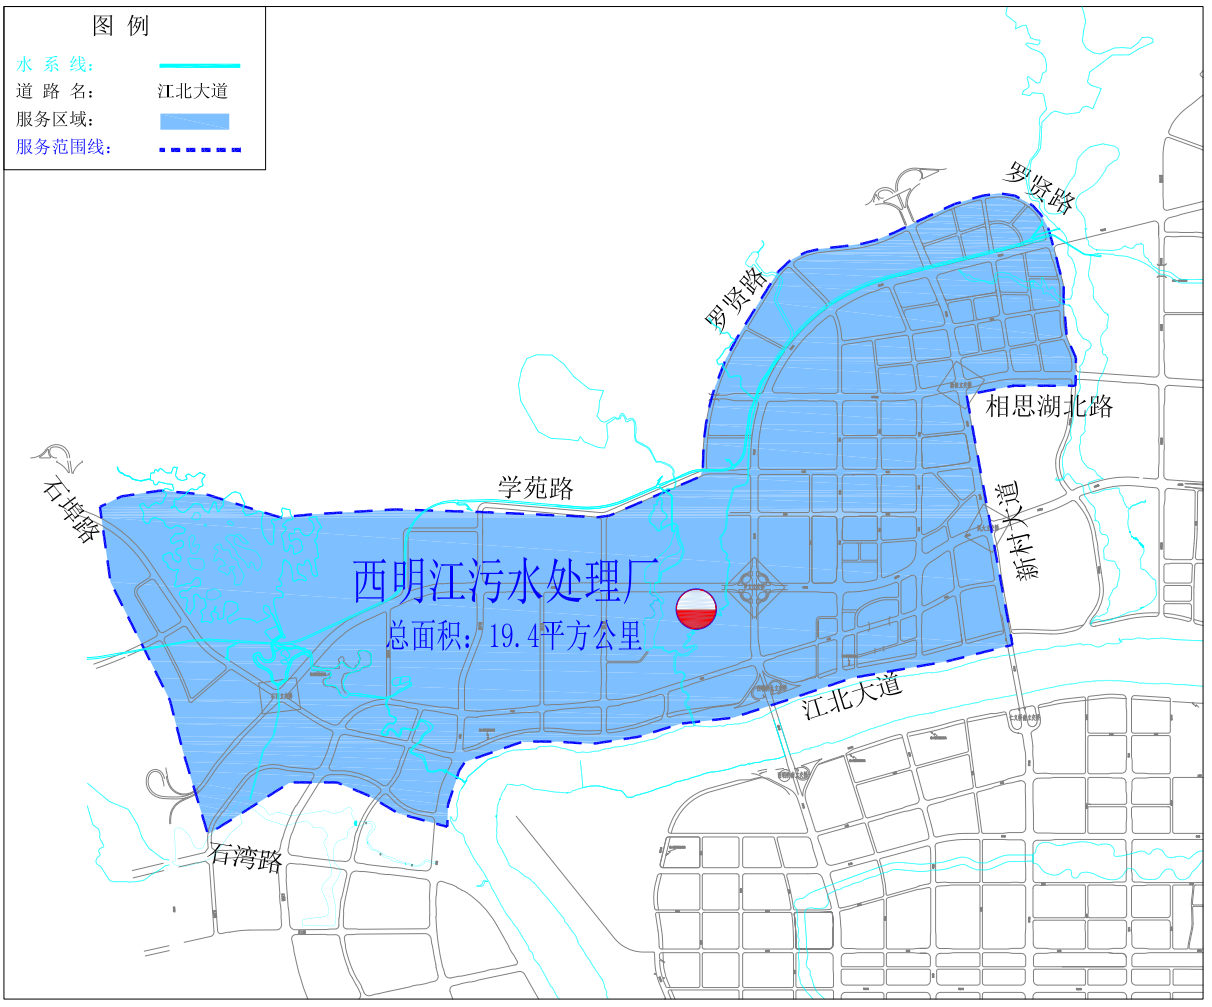 图 例
水 系 线：
道 路 名： 江北大道
服务区域：
服务范围线：
罗贤路
罗贤路
相思湖北路
学苑路
石埠路
新村大道
西明江污水处理厂
总面积：19.4平方公里
江北大道
石湾路